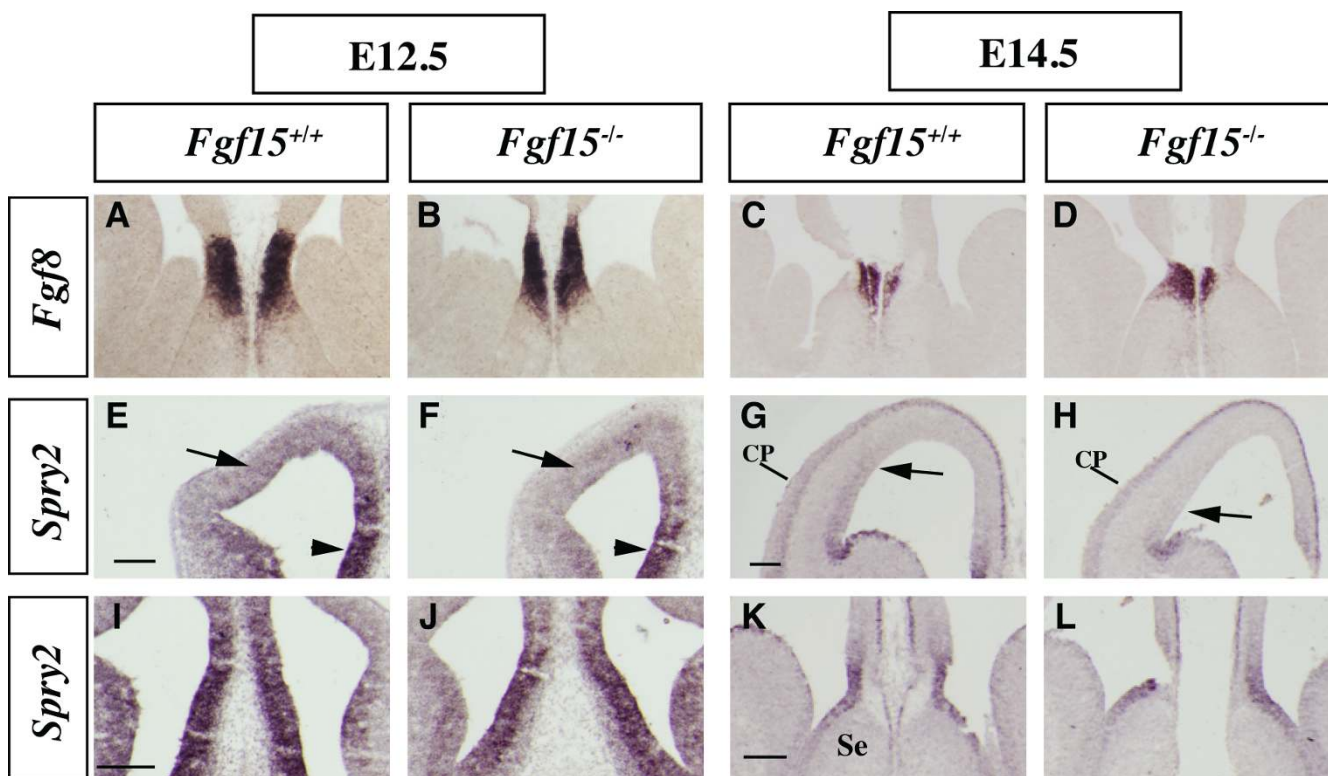 E12.5 E14.5
Fgf15+/+ Fgf15-/- Fgf15+/+ Fgf15-/-
Fgf8
A B C D
Spry2
E F G H
CP CP
Spry2
I J K L
Se